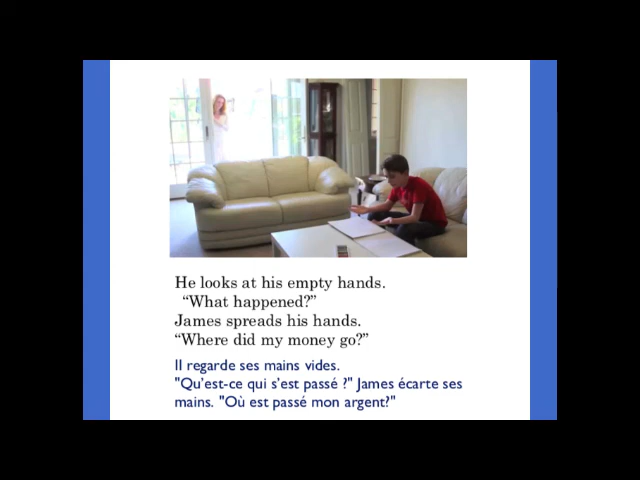 He looks at his empty hands.
“What happened?”
James spreads his hands.
“Where did my money go?”
Il regarde ses mains vides.
"Qu’est-ce qui s’est passé ?" James écarte ses
mains. "Où est passé mon argent?"